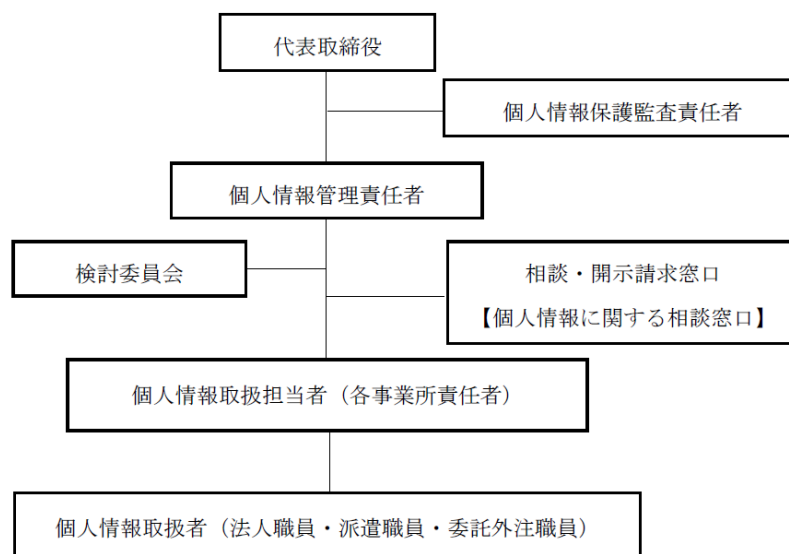 代表取締役
個人情報保護監査責任者
個人情報管理責任者
検討委員会
相談・開示請求窓口
【個人情報に関する相談窓口】
個人情報取扱担当者（各事業所責任者）
個人情報取扱者（法人職員・派遣職員・委託外注職員）